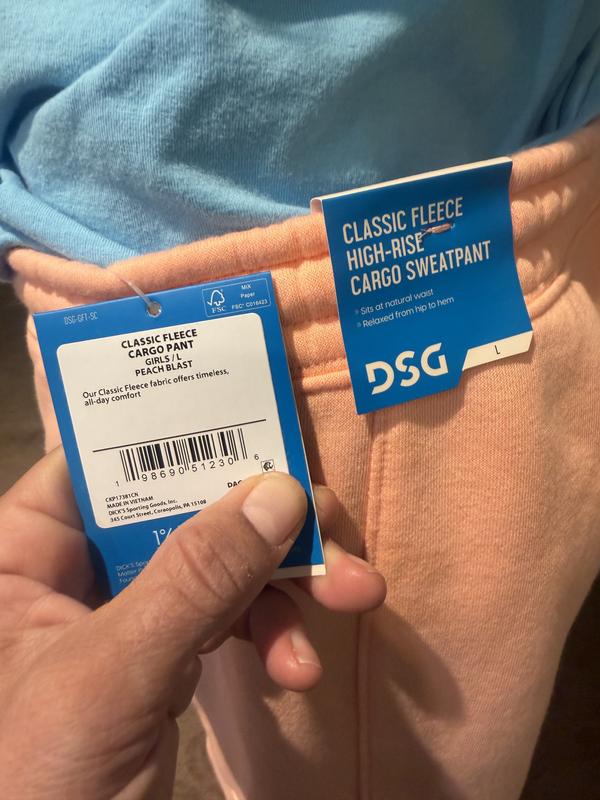 DSG-GFT-SC
FSC
MIX
Paper
FSC® C016423
CLASSIC FLEECE
CARGO PANT
GIRLS / L
PEACH BLAST
Our Classic Fleece fabric offers timeless,
all-day comfort
1 98690 51230 6
CKP17381CN
MADE IN VIETNAM
DICK'S Sporting Goods, Inc.
345 Court Street, Coraopolis, PA 15108
1%
CLASSIC FLEECE
HIGH-RISE
CARGO SWEATPANT
» Sits at natural waist
» Relaxed from hip to hem
DSG
L